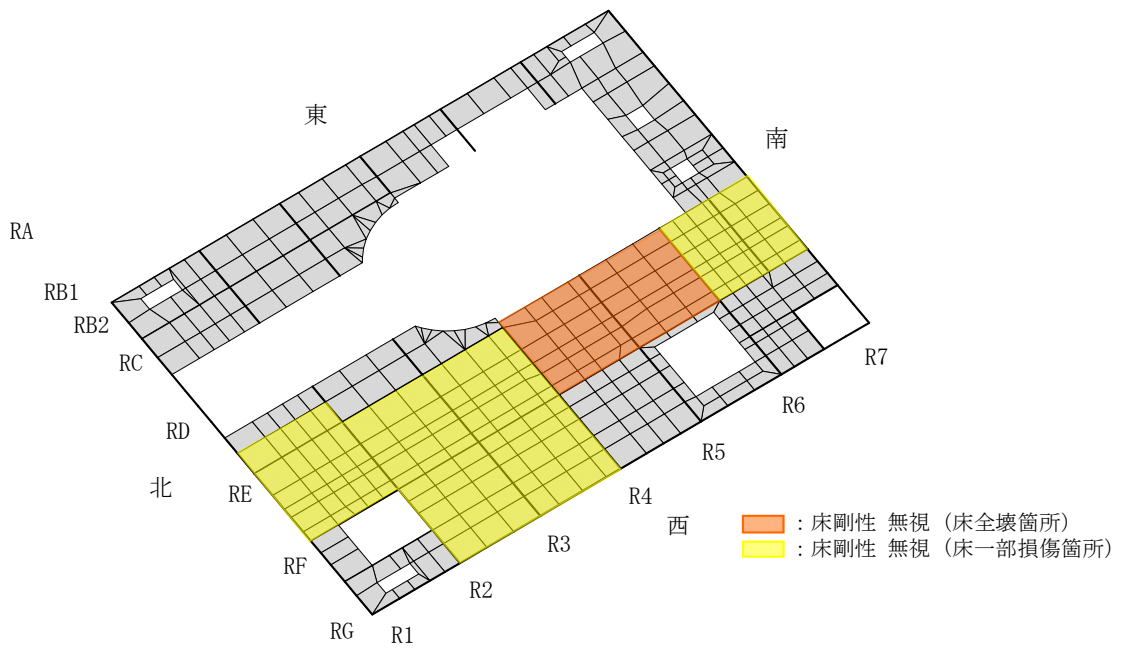 東
南
RA
RB1
RB2
RC
RD
RE
RF
RG
北
西
R1
R2
R3
R4
R5
R6
R7
：床剛性 無視 (床全壊箇所)
：床剛性 無視 (床一部損傷箇所)